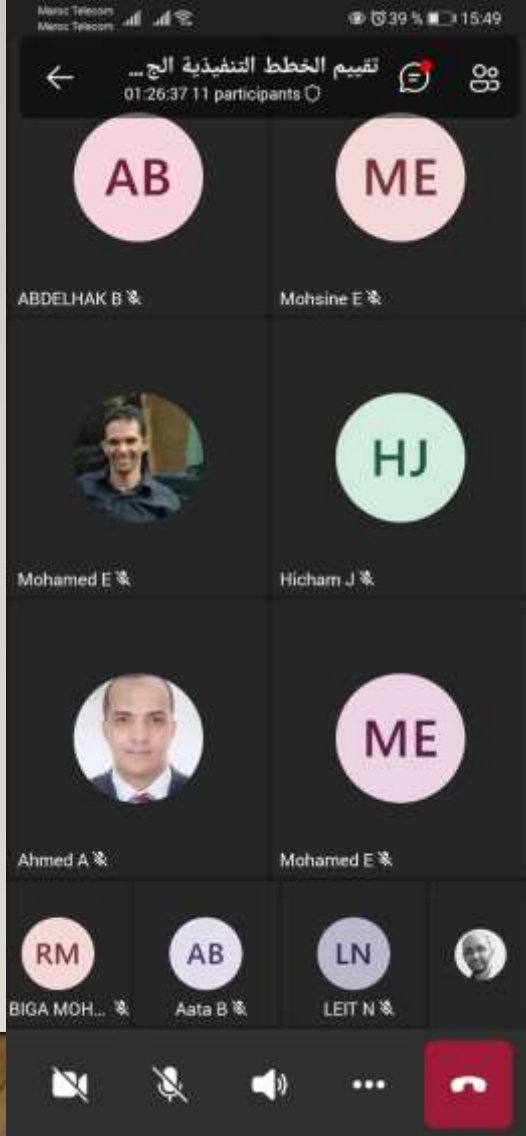 Maroc Telecom
Maroc Telecom
39 % 15:49
تقييم الخطط التنفيذية الج...
01:26:37 11 participants
AB
ME
ABDELHAK B
Mohsine E
HJ
Mohamed E
Hicham J
ME
Ahmed A
Mohamed E
RM
AB
LN
BIGA MOH...
Aata B
LEIT N